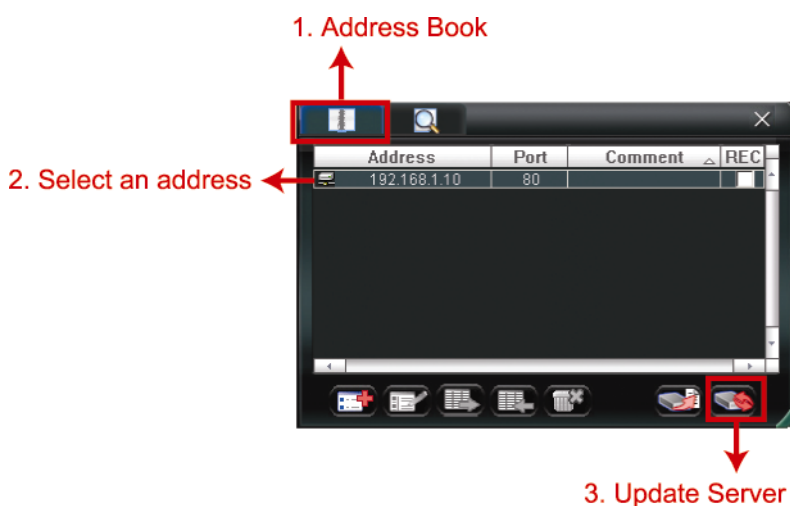 1. Address Book
Address Port Comment REC
2. Select an address
192.168.1.10 80
3. Update Server